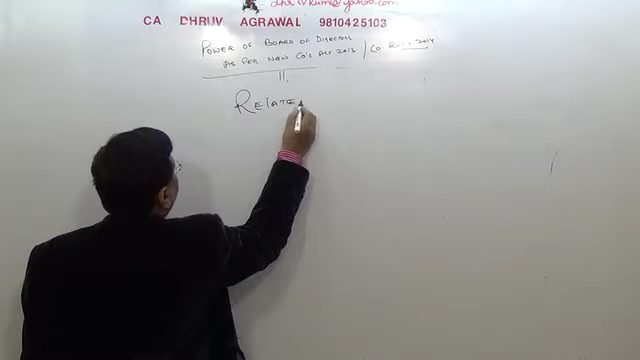 CA DHRUV AGRAWAL 9810425103
POWER OF BOARD OF DIRECTORS
AS PER NEW CO'S ACT 2013 / CO. RULES 2014
11.
RELATE